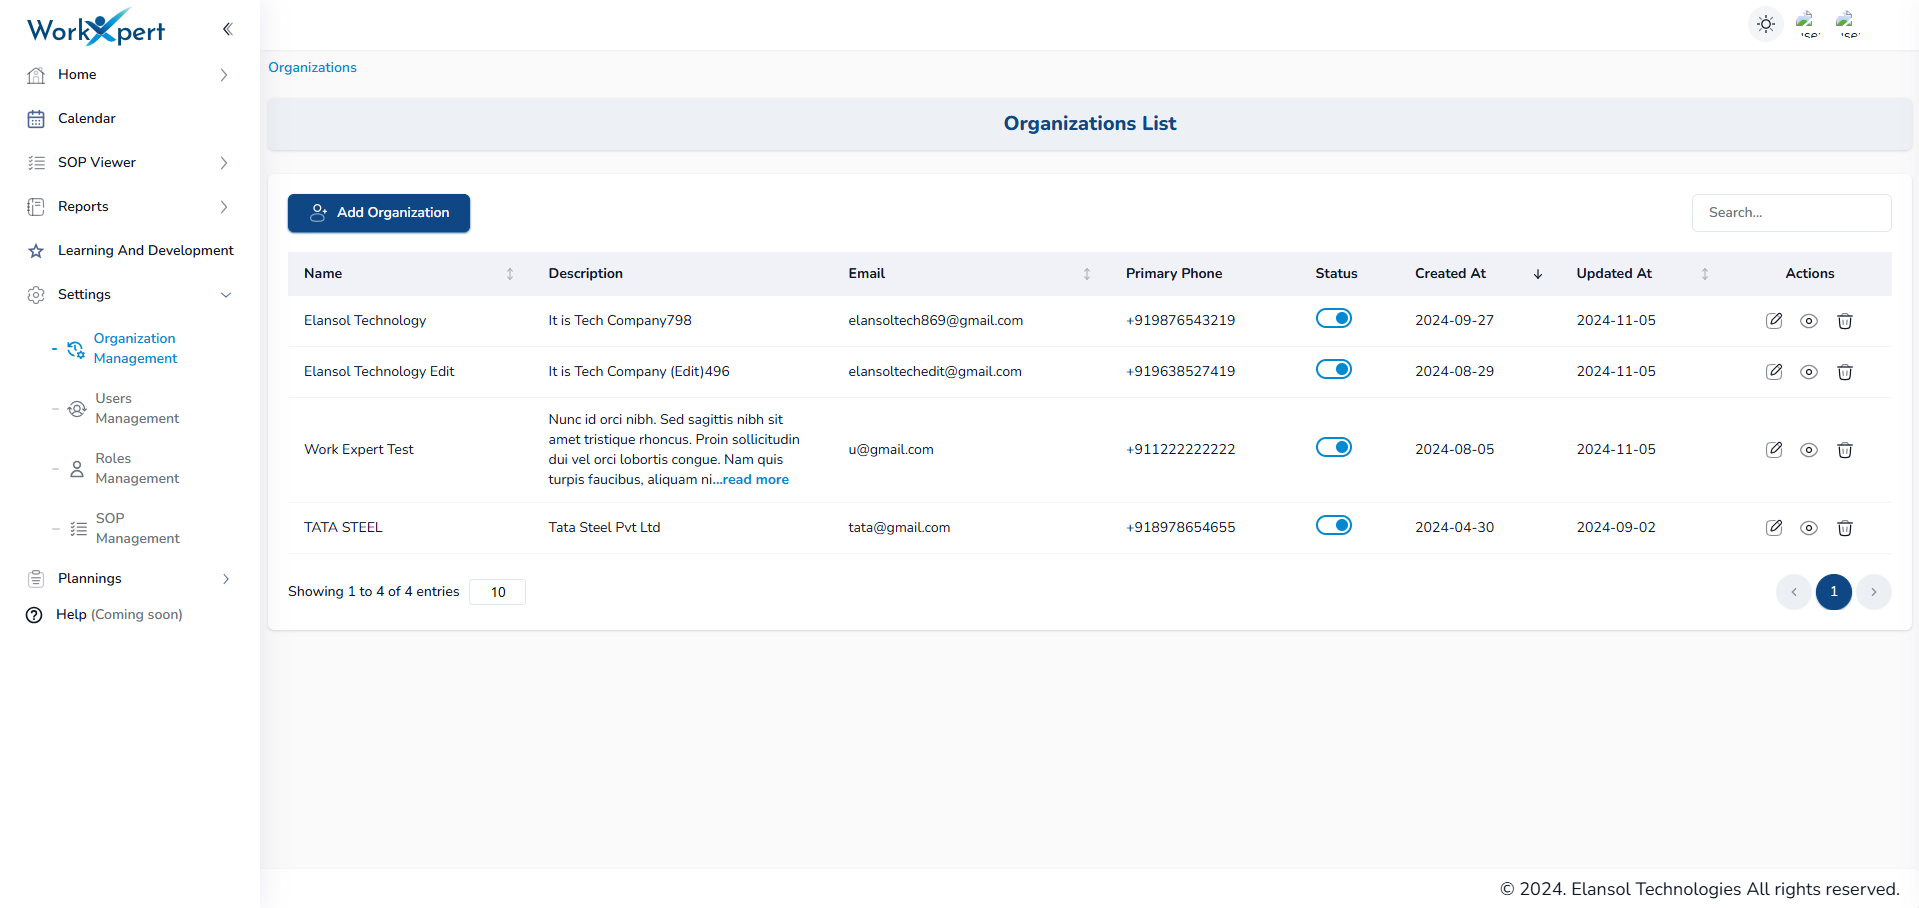 WorkXpert
Home
Calendar
SOP Viewer
Reports
Learning And Development
Settings
Organization
Management
Users
Management
Roles
Management
SOP
Management
Plannings
Help (Coming soon)
Organizations
Organizations List
Add Organization
Search...
Name Description Email Primary Phone Status Created At Updated At Actions
Elansol Technology It is Tech Company798 elansoltech869@gmail.com +919876543219 2024-09-27 2024-11-05
Elansol Technology Edit It is Tech Company (Edit)496 elansoltechedit@gmail.com +919638527419 2024-08-29 2024-11-05
Nunc id orci nibh. Sed sagittis nibh sit
amet tristique rhoncus. Proin sollicitudin
dui vel orci lobortis congue. Nam quis
turpis faucibus, aliquam ni...read more
Work Expert Test u@gmail.com +911222222222 2024-08-05 2024-11-05
TATA STEEL Tata Steel Pvt Ltd tata@gmail.com +918978654655 2024-04-30 2024-09-02
Showing 1 to 4 of 4 entries 10
1
© 2024. Elansol Technologies All rights reserved.